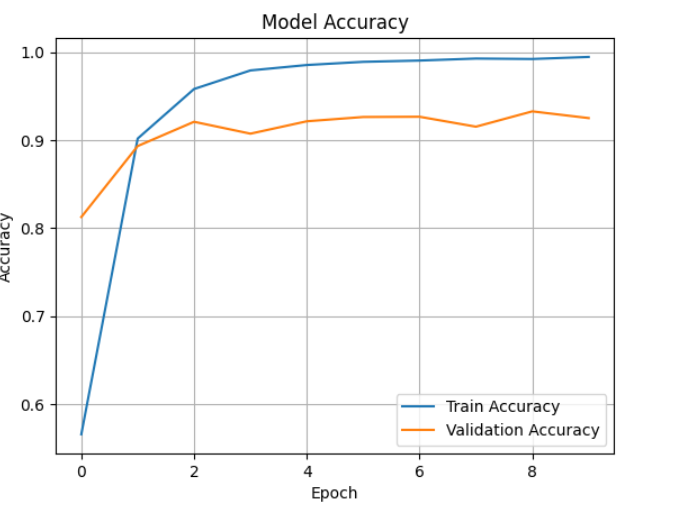 Model Accuracy
1.0
0.9
0.8
0.7
0.6
Accuracy
Train Accuracy
Validation Accuracy
0 2 4 6 8
Epoch